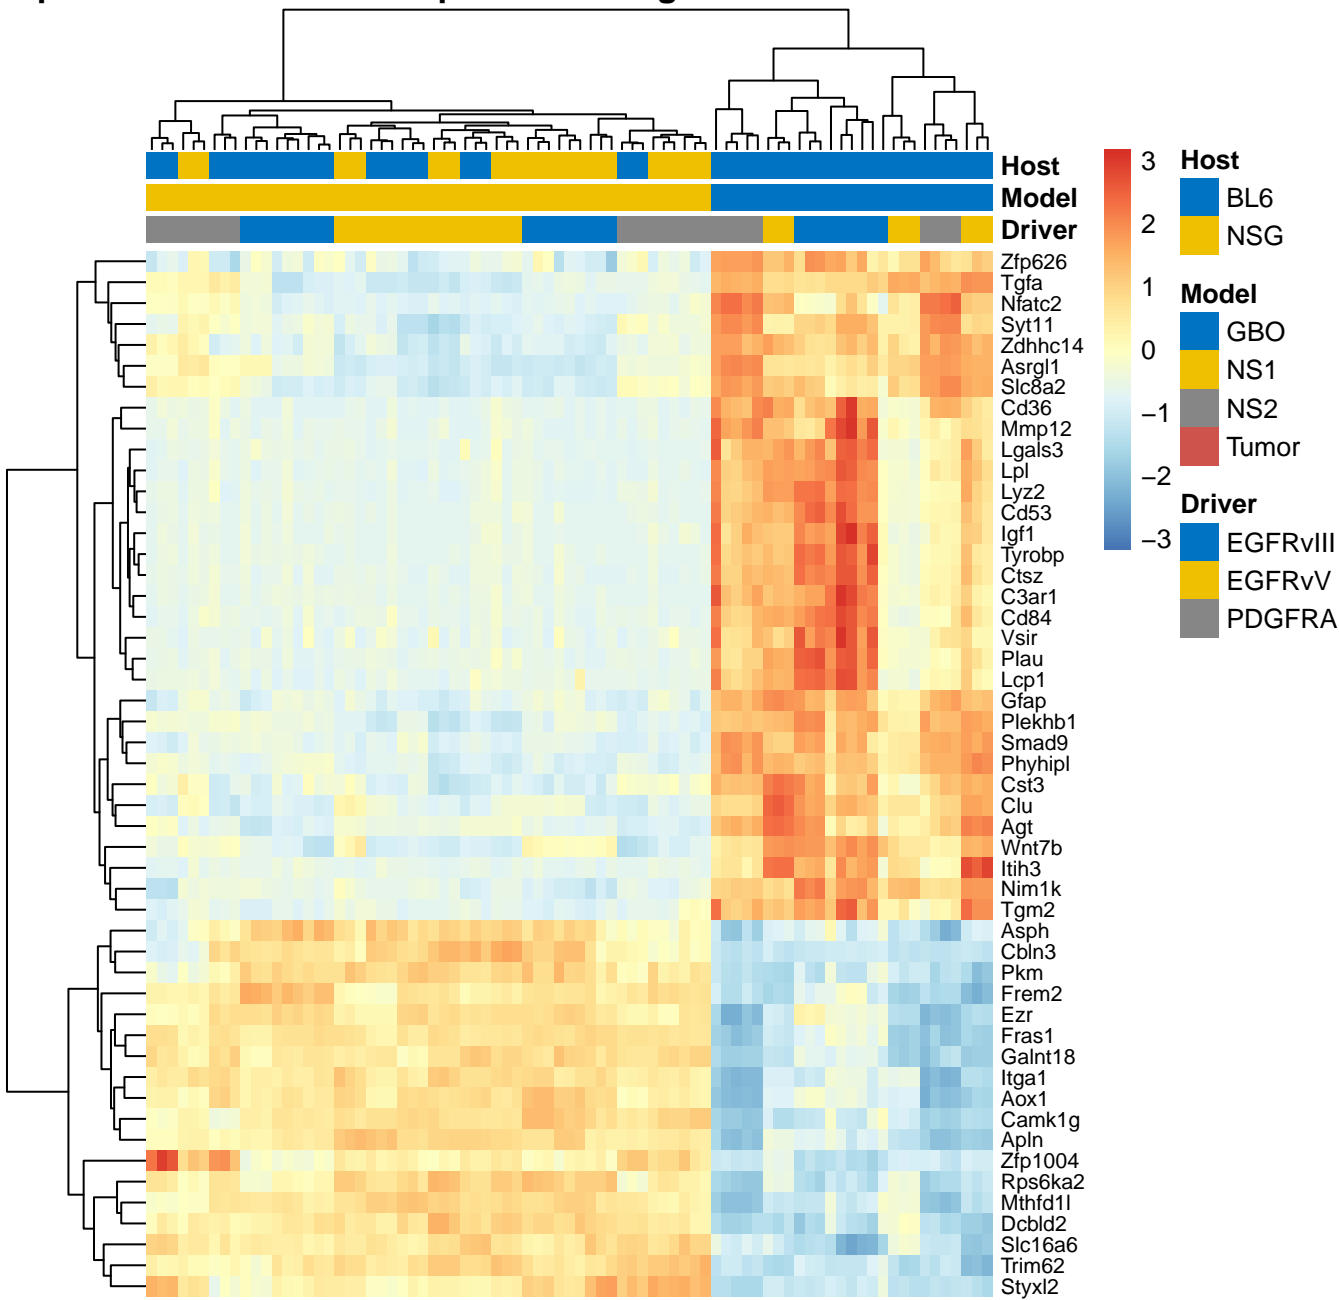 Host
Model
Driver
Zfp626
Tgfa
Nfatc2
Syt11
Zdhhc14
Asrgl1
Slc8a2
Cd36
Mmp12
Lgals3
Lpl
Lyz2
Cd53
Igf1
Tyrobp
Ctsz
C3ar1
Cd84
Vsir
Plau
Lcp1
Gfap
Plekhb1
Smad9
Phyhipl
Cst3
Clu
Agt
Wnt7b
Itih3
Nim1k
Tgm2
Asph
Cbln3
Pkm
Frem2
Ezr
Fras1
Galnt18
Itga1
Aox1
Camk1g
Apln
Zfp1004
Rps6ka2
Mthfd1l
Dcbld2
Slc16a6
Trim62
Styxl2
3
2
1
0
−1
−2
−3
Host
BL6
NSG
Model
GBO
NS1
NS2
Tumor
Driver
EGFRvIII
EGFRvV
PDGFRA